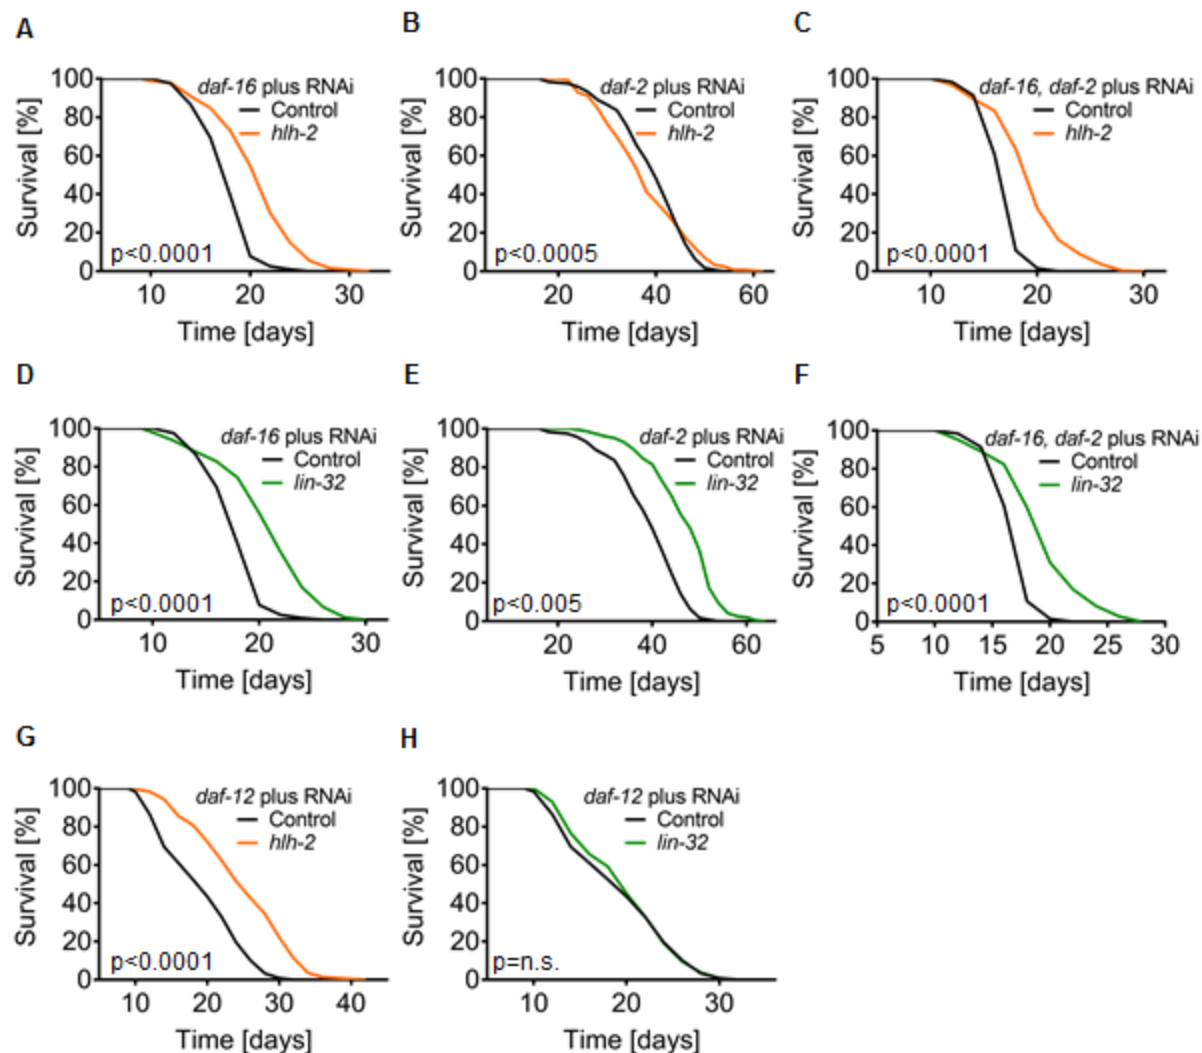 A
Survival [%]
100
80
60
40
20
0
daf-16 plus RNAi
Control
hlh-2
p<0.0001
10
20
30
Time [days]
B
Survival [%]
100
80
60
40
20
0
daf-2 plus RNAi
Control
hlh-2
p<0.0005
20
40
60
Time [days]
C
Survival [%]
100
80
60
40
20
0
daf-16, daf-2 plus RNAi
Control
hlh-2
p<0.0001
10
20
30
Time [days]
D
Survival [%]
100
80
60
40
20
0
daf-16 plus RNAi
Control
lin-32
p<0.0001
10
20
30
Time [days]
E
Survival [%]
100
80
60
40
20
0
daf-2 plus RNAi
Control
lin-32
p<0.005
20
40
60
Time [days]
F
Survival [%]
100
80
60
40
20
0
daf-16, daf-2 plus RNAi
Control
lin-32
p<0.0001
5
10
15
20
25
30
Time [days]
G
Survival [%]
100
80
60
40
20
0
daf-12 plus RNAi
Control
hlh-2
p<0.0001
10
20
30
40
Time [days]
H
Survival [%]
100
80
60
40
20
0
daf-12 plus RNAi
Control
lin-32
p=n.s.
10
20
30
Time [days]